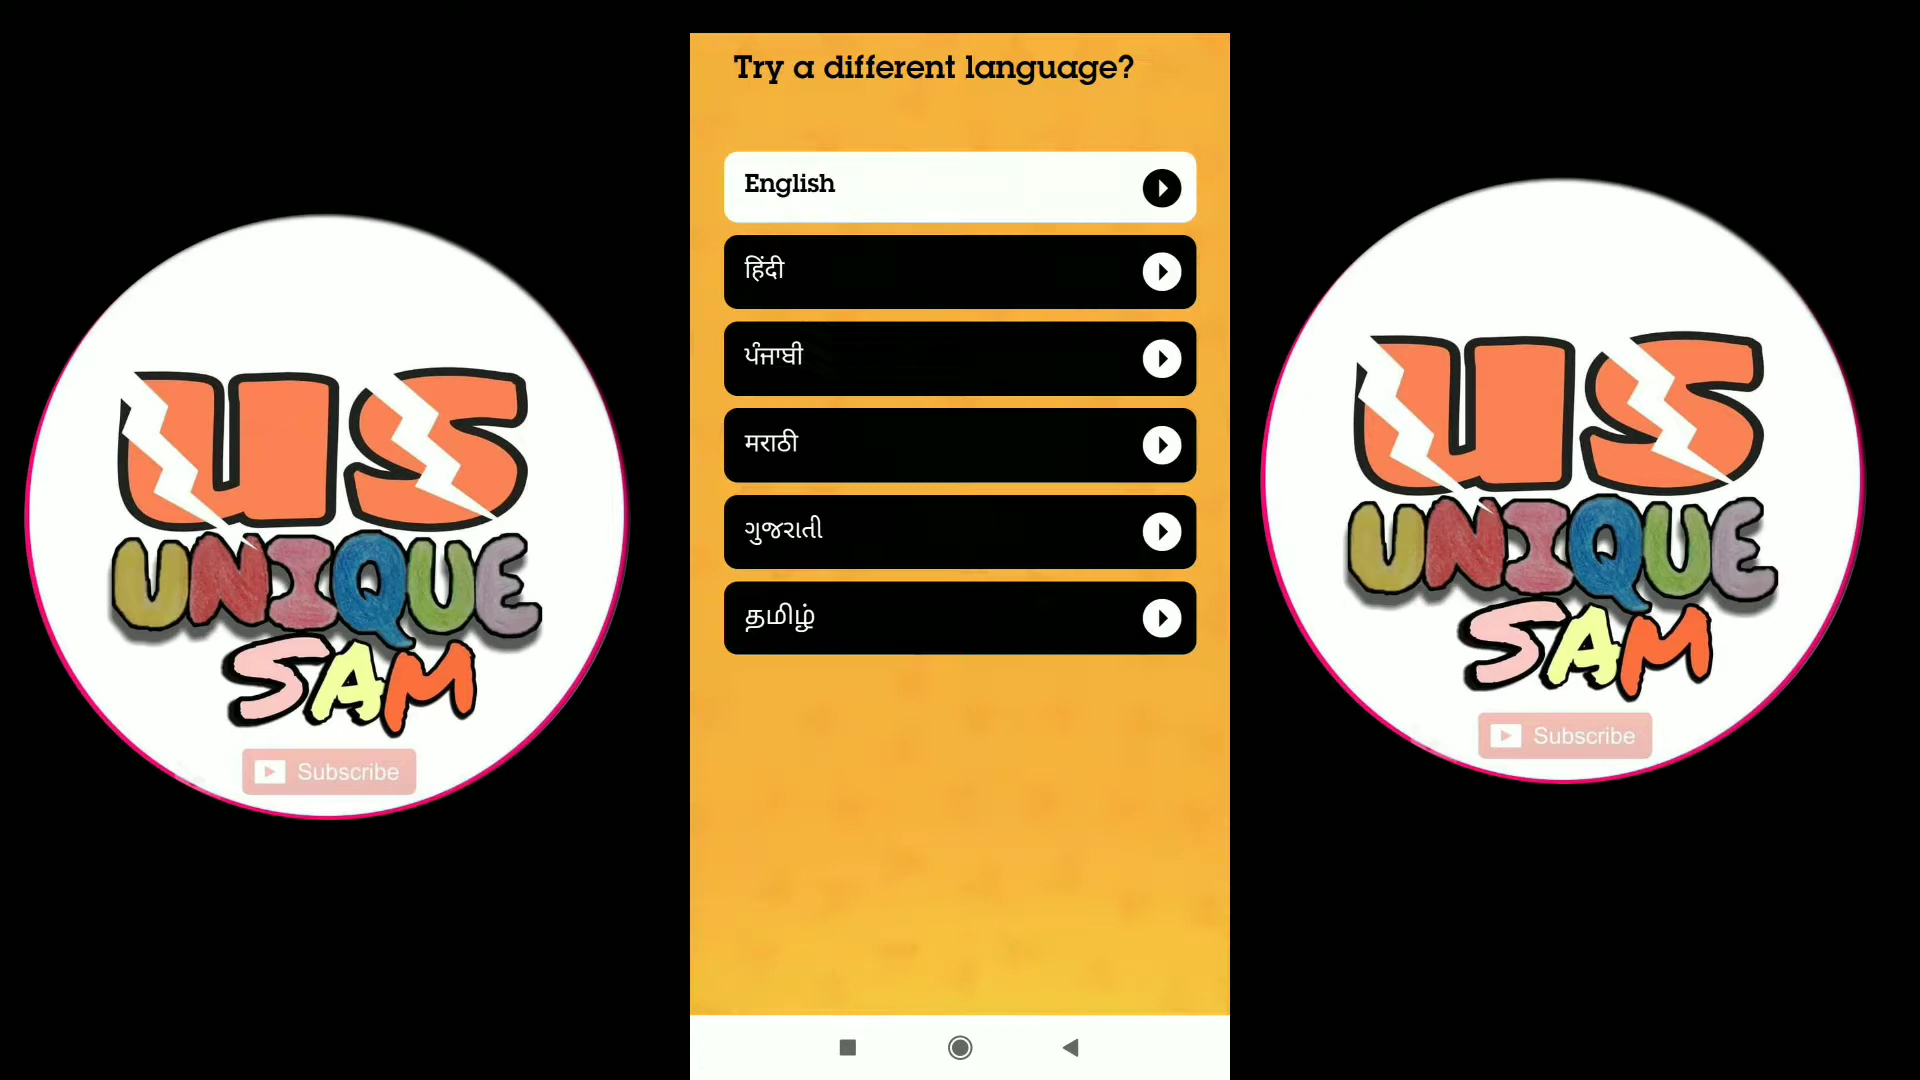 Try a different language?
English
हिंदी
ਪੰਜਾਬੀ
मराठी
ગુજરાતી
தமிழ்
US
UNIQUE
SAM
Subscribe
US
UNIQUE
SAM
Subscribe